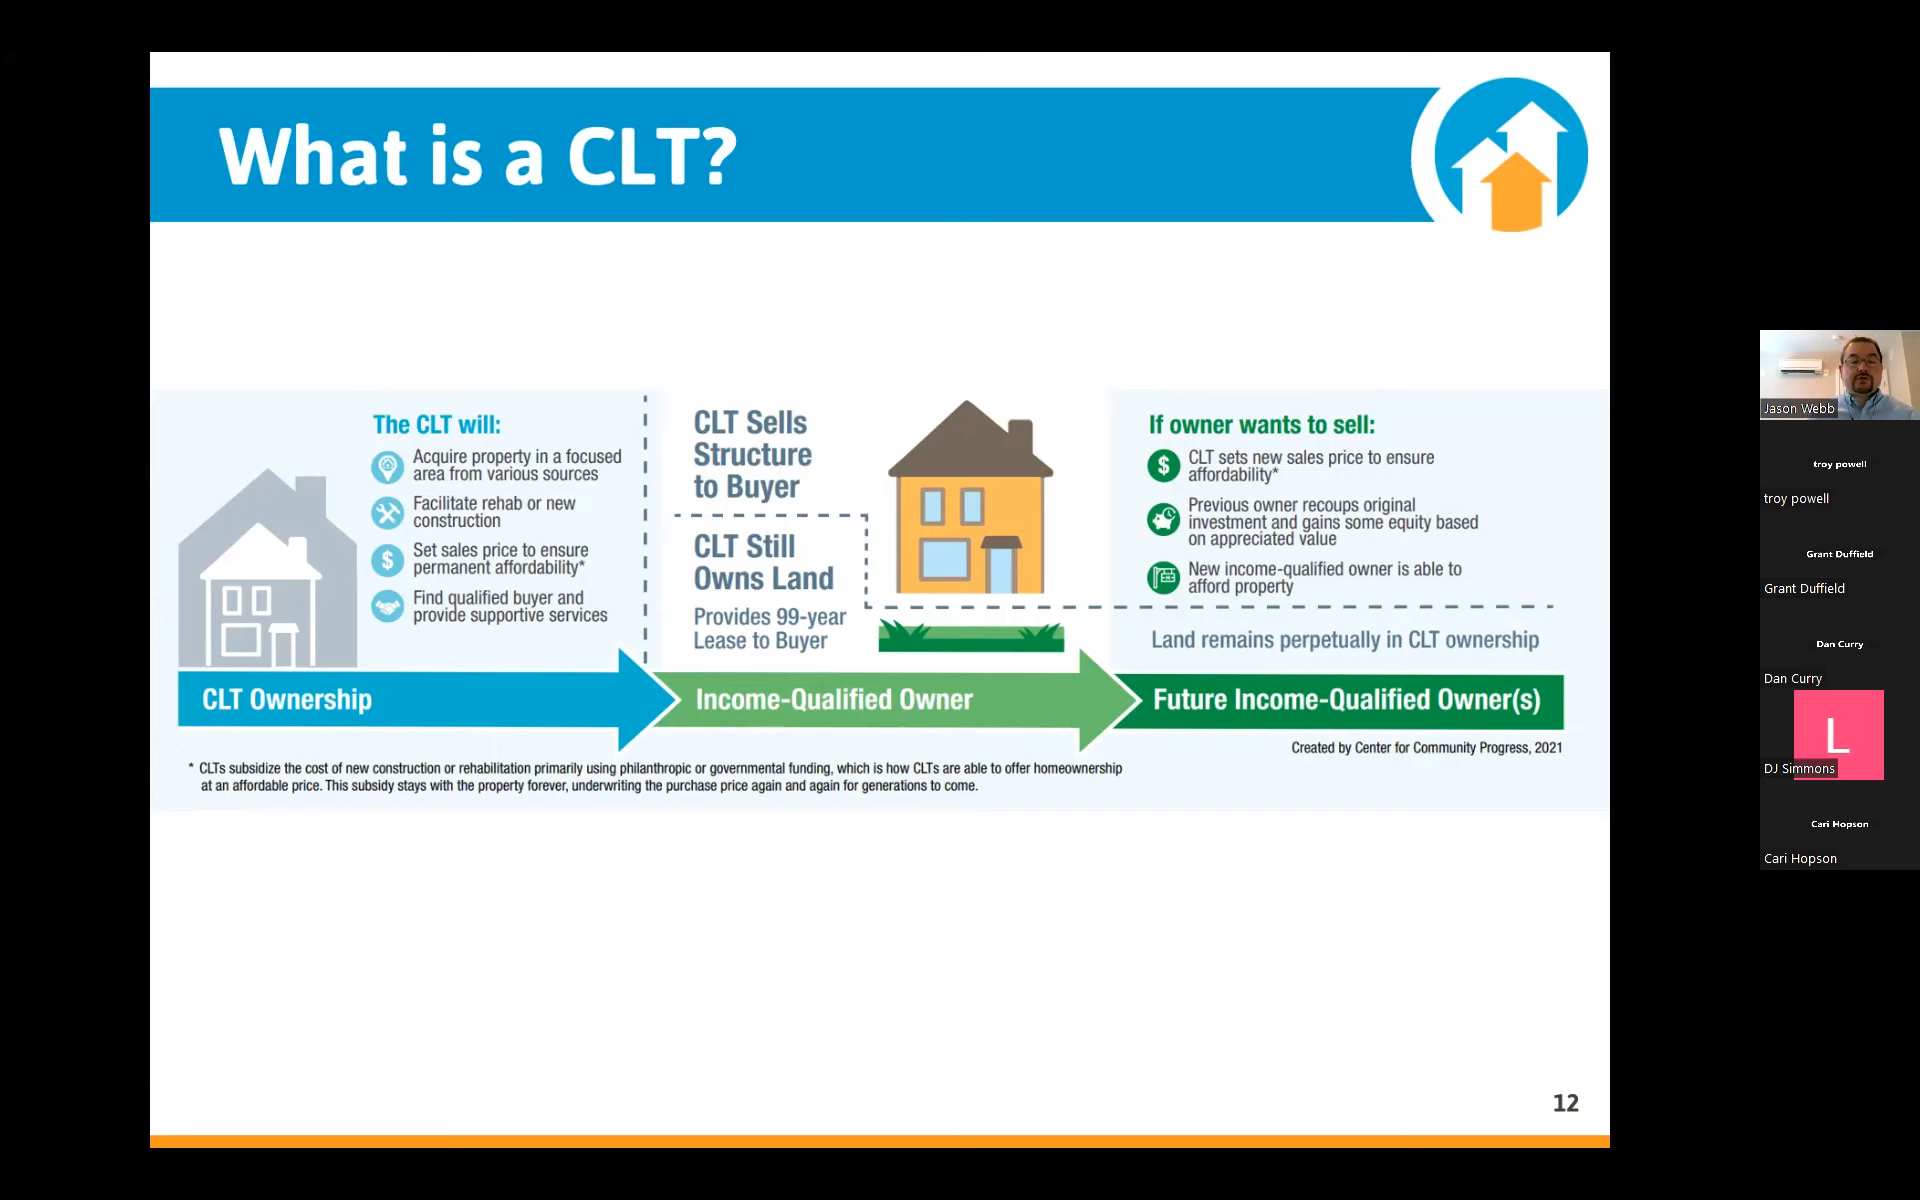 What is a CLT?
The CLT will:
Acquire property in a focused
area from various sources
Facilitate rehab or new
construction
Set sales price to ensure
permanent affordability*
Find qualified buyer and
provide supportive services
CLT Sells
Structure
to Buyer
CLT Still
Owns Land
Provides 99-year
Lease to Buyer
If owner wants to sell:
CLT sets new sales price to ensure
affordability*
Previous owner recoups original
investment and gains some equity based
on appreciated value
New income-qualified owner is able to
afford property
Land remains perpetually in CLT ownership
CLT Ownership
Income-Qualified Owner
Future Income-Qualified Owner(s)
Created by Center for Community Progress, 2021
* CLTs subsidize the cost of new construction or rehabilitation primarily using philanthropic or governmental funding, which is how CLTs are able to offer homeownership
at an affordable price. This subsidy stays with the property forever, underwriting the purchase price again and again for generations to come.
12
Jason Webb
troy powell
troy powell
Grant Duffield
Grant Duffield
Dan Curry
Dan Curry
L
DJ Simmons
Cari Hopson
Cari Hopson